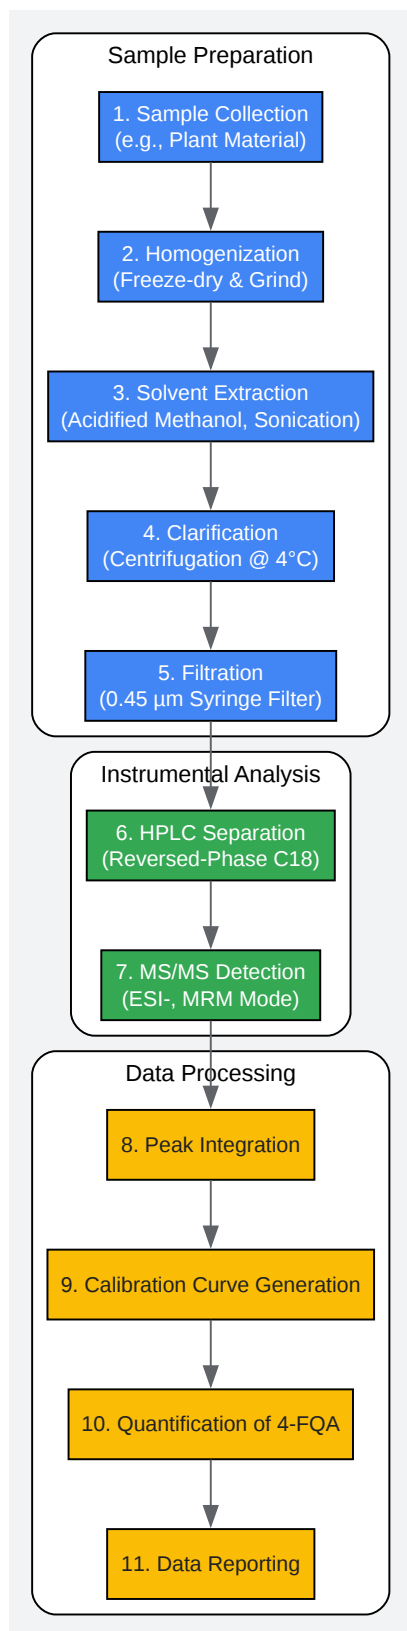 Sample Preparation
1. Sample Collection
(e.g., Plant Material)
2. Homogenization
(Freeze-dry & Grind)
3. Solvent Extraction
(Acidified Methanol, Sonication)
4. Clarification
(Centrifugation @ 4°C)
5. Filtration
(0.45 µm Syringe Filter)
Instrumental Analysis
6. HPLC Separation
(Reversed-Phase C18)
7. MS/MS Detection
(ESI-, MRM Mode)
Data Processing
8. Peak Integration
9. Calibration Curve Generation
10. Quantification of 4-FQA
11. Data Reporting